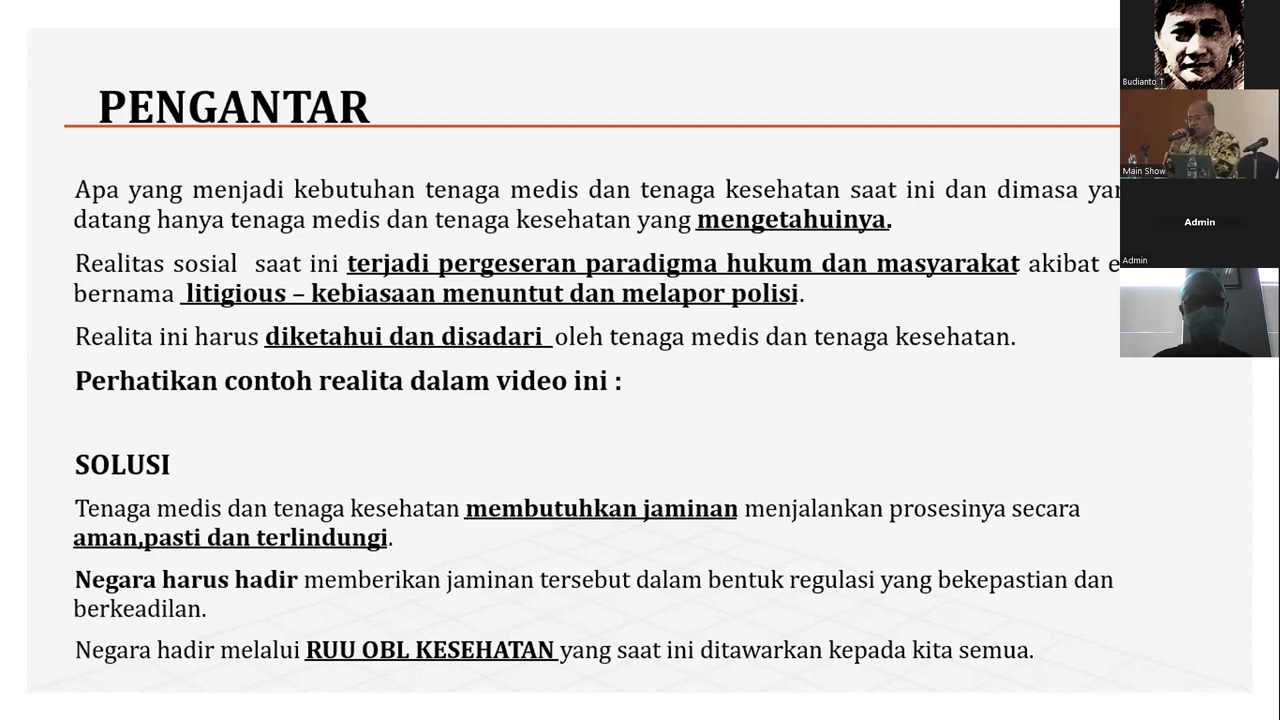 PENGANTAR
Apa yang menjadi kebutuhan tenaga medis dan tenaga kesehatan saat ini dan dimasa
datang hanya tenaga medis dan tenaga kesehatan yang mengetahuinya.
Realitas sosial saat ini terjadi pergeseran paradigma hukum dan masyarakat akibat
bernama litigious – kebiasaan menuntut dan melapor polisi.
Realita ini harus diketahui dan disadari oleh tenaga medis dan tenaga kesehatan.
Perhatikan contoh realita dalam video ini :
SOLUSI
Tenaga medis dan tenaga kesehatan membutuhkan jaminan menjalankan prosesinya secara
aman,pasti dan terlindungi.
Negara harus hadir memberikan jaminan tersebut dalam bentuk regulasi yang bekepastian dan
berkeadilan.
Negara hadir melalui RUU OBL KESEHATAN yang saat ini ditawarkan kepada kita semua.
Budianto T
Main Show
Admin
Admin